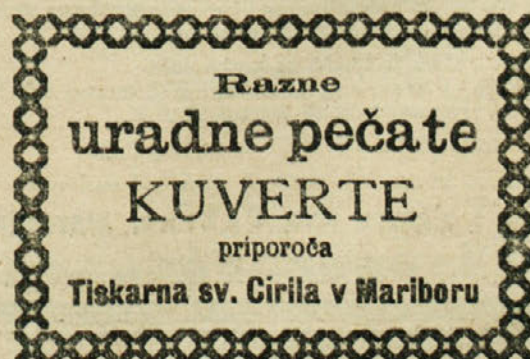 Razne
uradne pečate
KUVERTE
priporoča
Tiskarna sv. Cirila v Mariboru